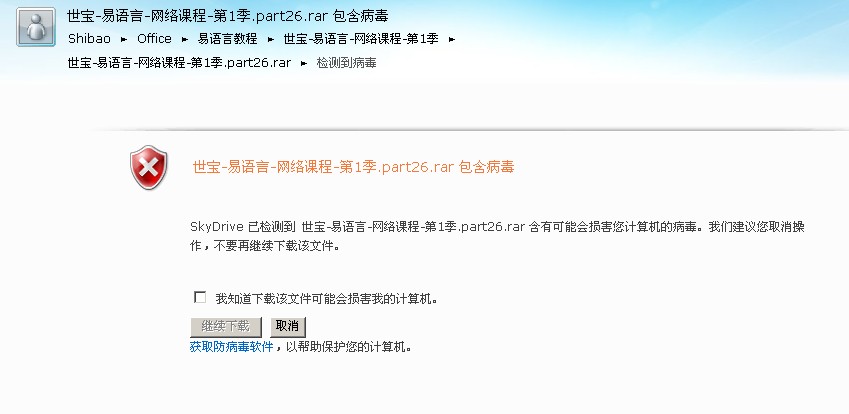 世宝-易语言-网络课程-第1季.part26.rar 包含病毒
Shibao ► Office ► 易语言教程 ► 世宝-易语言-网络课程-第1季 ►
世宝-易语言-网络课程-第1季.part26.rar ► 检测到病毒
世宝-易语言-网络课程-第1季.part26.rar 包含病毒
SkyDrive 已检测到 世宝-易语言-网络课程-第1季.part26.rar 含有可能会损害您计算机的病毒。我们建议您取消操
作，不要再继续下载该文件。
我知道下载该文件可能会损害我的计算机。
继续下载 取消
获取防病毒软件，以帮助保护您的计算机。